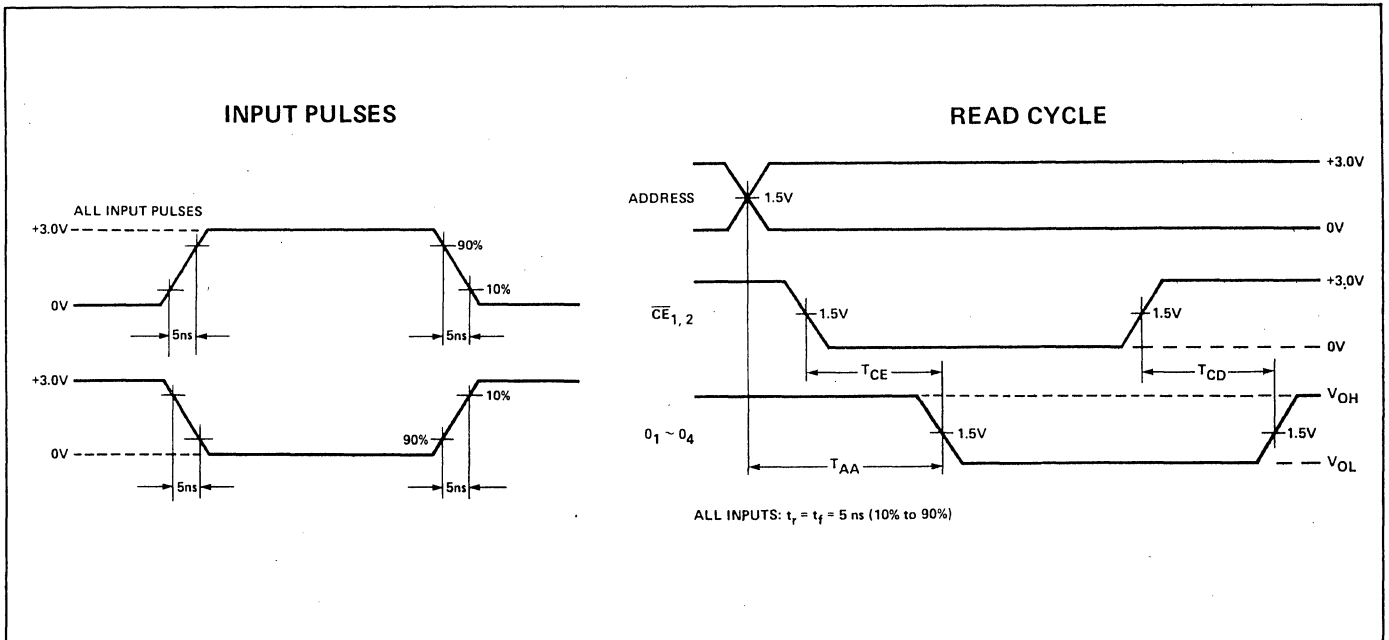 INPUT PULSES
ALL INPUT PULSES
+3.0V
90%
10%
0V
5ns
5ns
+3.0V
10%
90%
0V
5ns
5ns
READ CYCLE
+3.0V
ADDRESS
1.5V
0V
+3.0V
CE1, 2
1.5V
1.5V
0V
TCE
TCD
VOH
01 ~ 04
1.5V
1.5V
TAA
VOL
ALL INPUTS: tr = tf = 5 ns (10% to 90%)